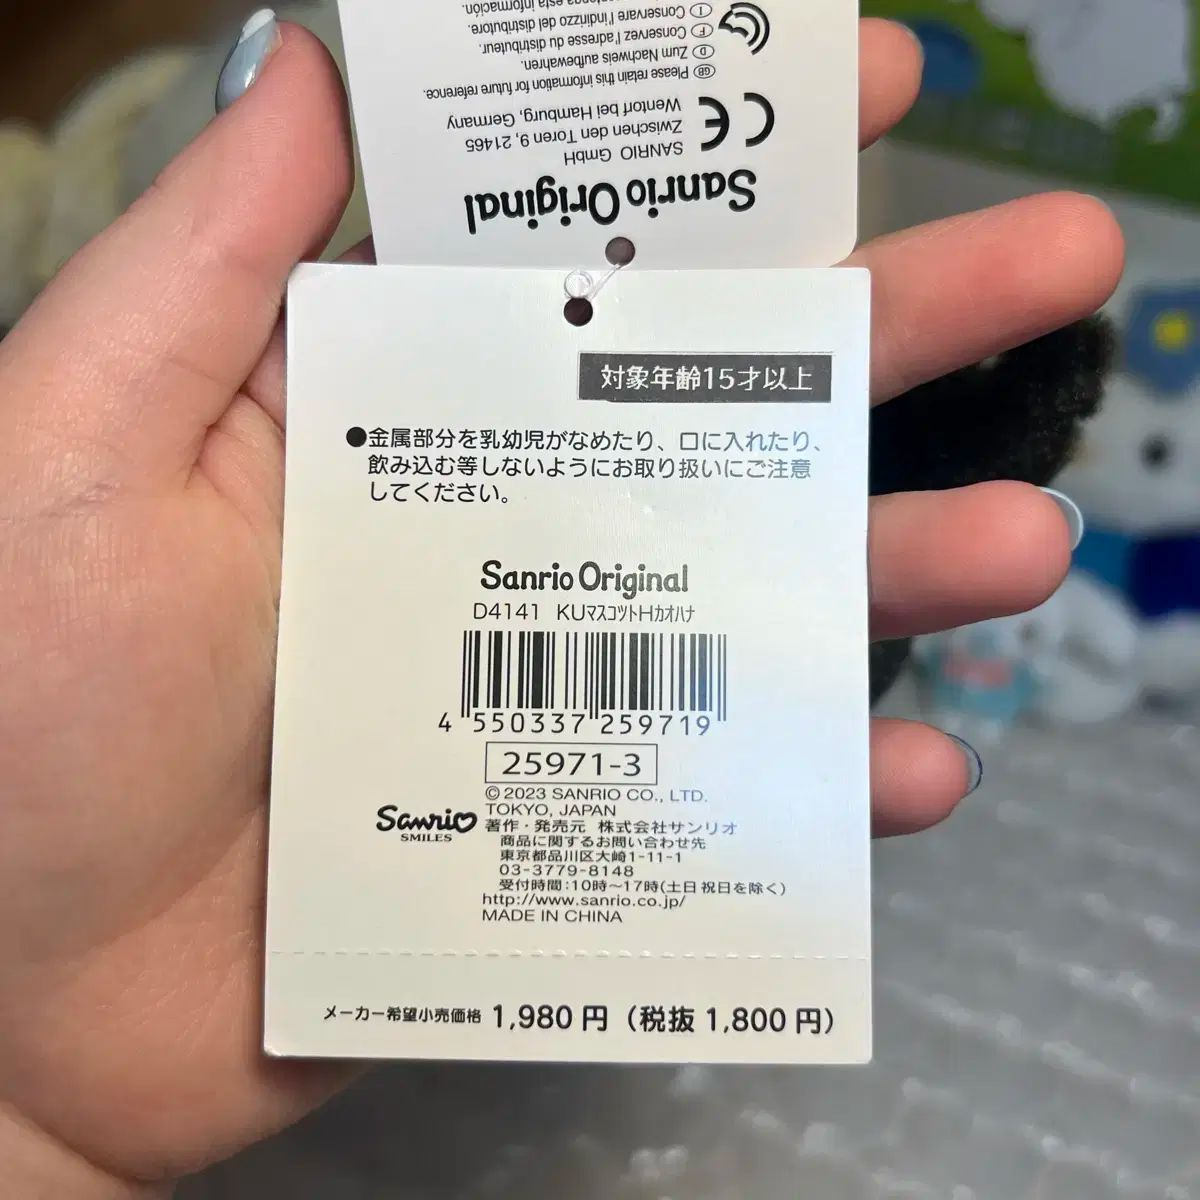 Sanrio Original
SANRIO GmbH
Zwischen den Toren 9, 21465
Wentorf bei Hamburg, Germany
CE
GB Please retain this information for future reference.
D Zum Nachweis aufbewahren.
F Conservez l'adresse du distributeur.
I Conservare l'indirizzo del distributore.
esta información.
対象年齢15才以上
●金属部分を乳幼児がなめたり、口に入れたり、
飲み込む等しないようにお取り扱いにご注意
してください。
Sanrio Original
D4141 KUﾏｽｺﾂﾄHｶｵﾊﾅ
4 550337 259719
25971-3
© 2023 SANRIO CO., LTD.
TOKYO, JAPAN
Sanrio
SMILES
著作・発売元 株式会社サンリオ
商品に関するお問い合わせ先
東京都品川区大崎1-11-1
03-3779-8148
受付時間:10時～17時(土日祝日を除く)
http://www.sanrio.co.jp/
MADE IN CHINA
メーカー希望小売価格 1,980円（税抜 1,800円）